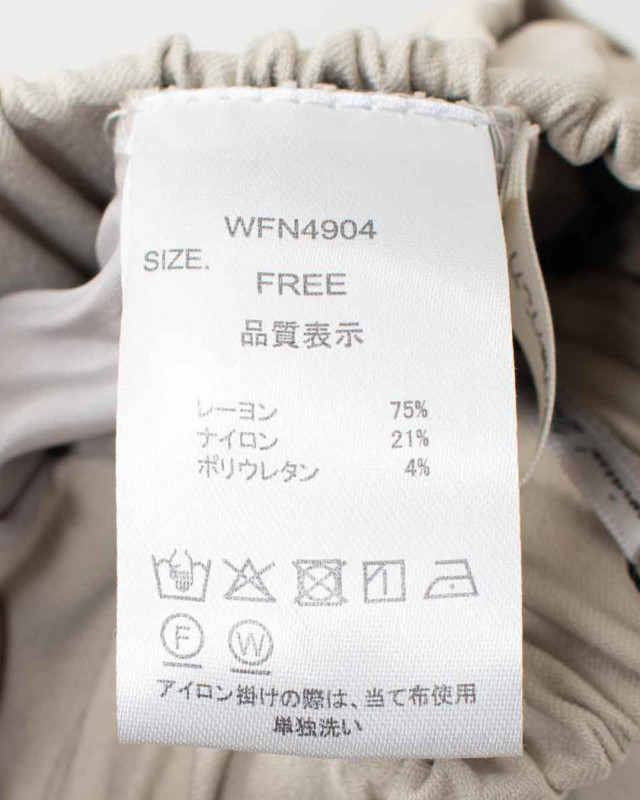 WFN4904
SIZE.
FREE
品質表示
レーヨン 75%
ナイロン 21%
ポリウレタン 4%
F W
アイロン掛けの際は、当て布使用
単独洗い